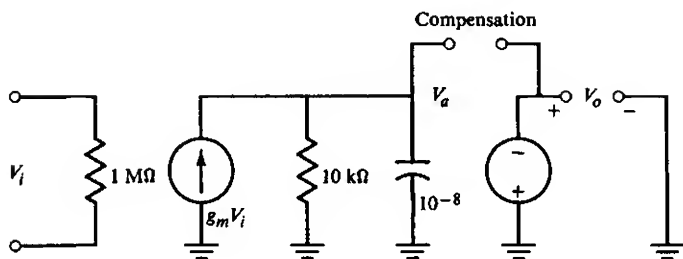 Compensation
V_a
+ V_o -
V_i
1 MΩ
g_mV_i
10 kΩ
10^-8
-
+